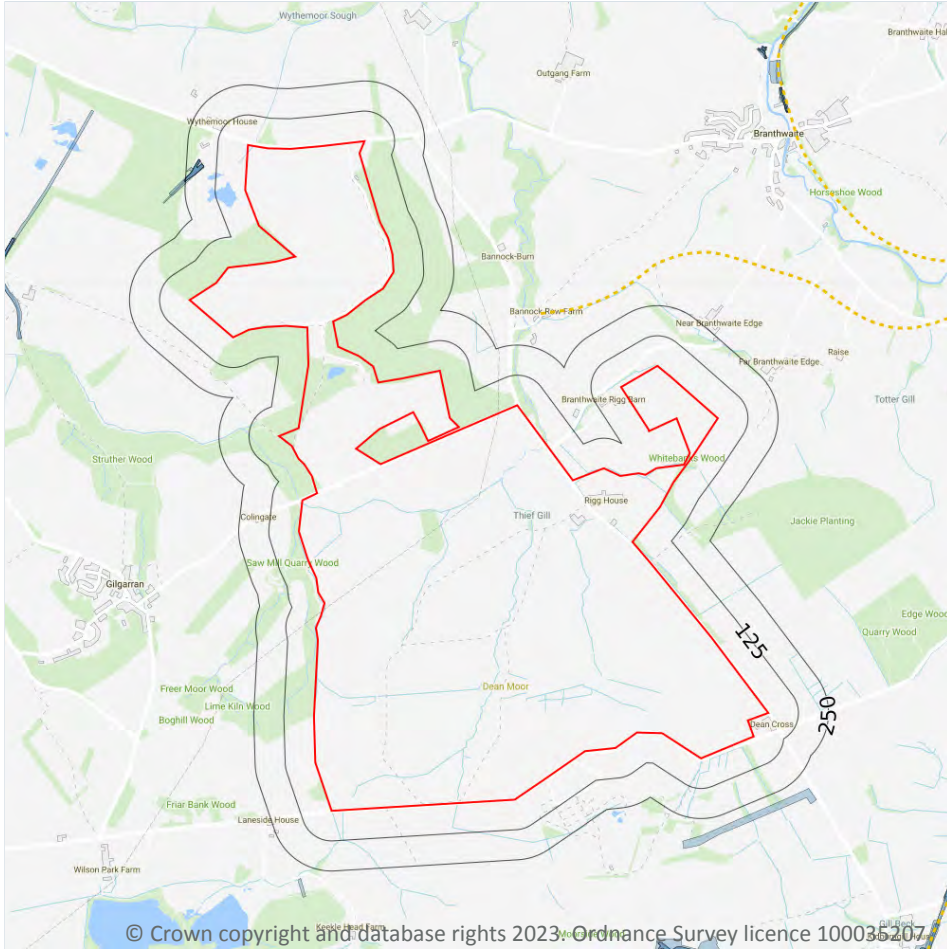 Wythemoor Sough
Branthwaite Hal
Outgang Farm
Wythemoor House
Branthwaite
Horseshoe Wood
Bannock-Burn
Bannock Row Farm
Near Branthwaite Edge
Raise
Far Branthwaite Edge
Branthwaite Rigg Barn
Totter Gill
Struther Wood
Whitebanks Wood
Rigg House
Colingate
Thief Gill
Jackie Planting
Saw Mill Quarry Wood
Gilgarran
Edge Wood
Quarry Wood
125
Dean Moor
Freer Moor Wood
Lime Kiln Wood
Boghill Wood
250
Dean Cross
Friar Bank Wood
Laneside House
Wilson Park Farm
Keekle Head Farm
Gill Beck
© Crown copyright and database rights 2023. Ordnance Survey licence 100035207.